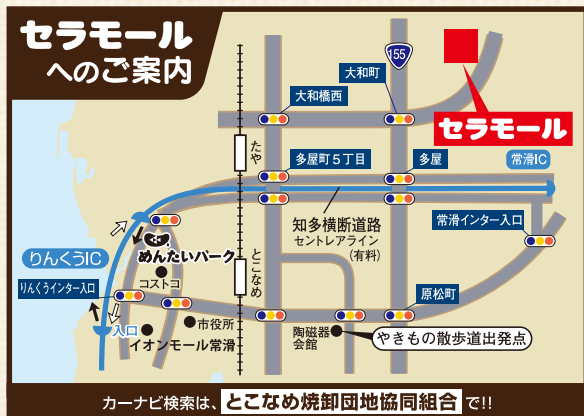 セラモール
へのご案内
155
大和町
大和橋西
セラモール
たや
多屋町5丁目
多屋
常滑IC
知多横断道路
セントレアライン
(有料)
常滑インター入口
りんくうIC
めんたいパーク
とこなめ
コストコ
りんくうインター入口
原松町
市役所
入口
イオンモール常滑
陶磁器
会館
やきもの散歩道出発点
カーナビ検索は、とこなめ焼卸団地協同組合で!!